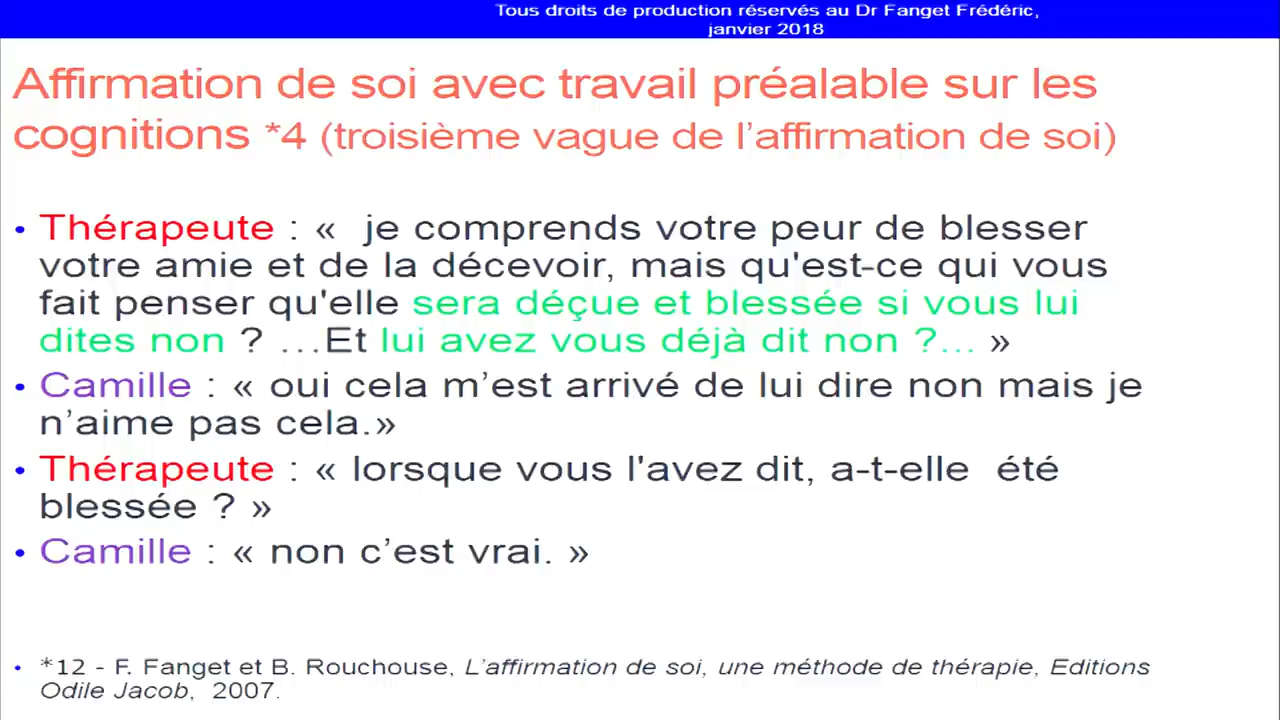 Tous droits de production réservés au Dr Fanget Frédéric,
janvier 2018
Affirmation de soi avec travail préalable sur les
cognitions *4 (troisième vague de l’affirmation de soi)
• Thérapeute : « je comprends votre peur de blesser
votre amie et de la décevoir, mais qu'est-ce qui vous
fait penser qu'elle sera déçue et blessée si vous lui
dites non ? ...Et lui avez vous déjà dit non ?... »
• Camille : « oui cela m’est arrivé de lui dire non mais je
n’aime pas cela.»
• Thérapeute : « lorsque vous l'avez dit, a-t-elle été
blessée ? »
• Camille : « non c’est vrai. »
• *12 - F. Fanget et B. Rouchouse, L’affirmation de soi, une méthode de thérapie, Editions
Odile Jacob, 2007.